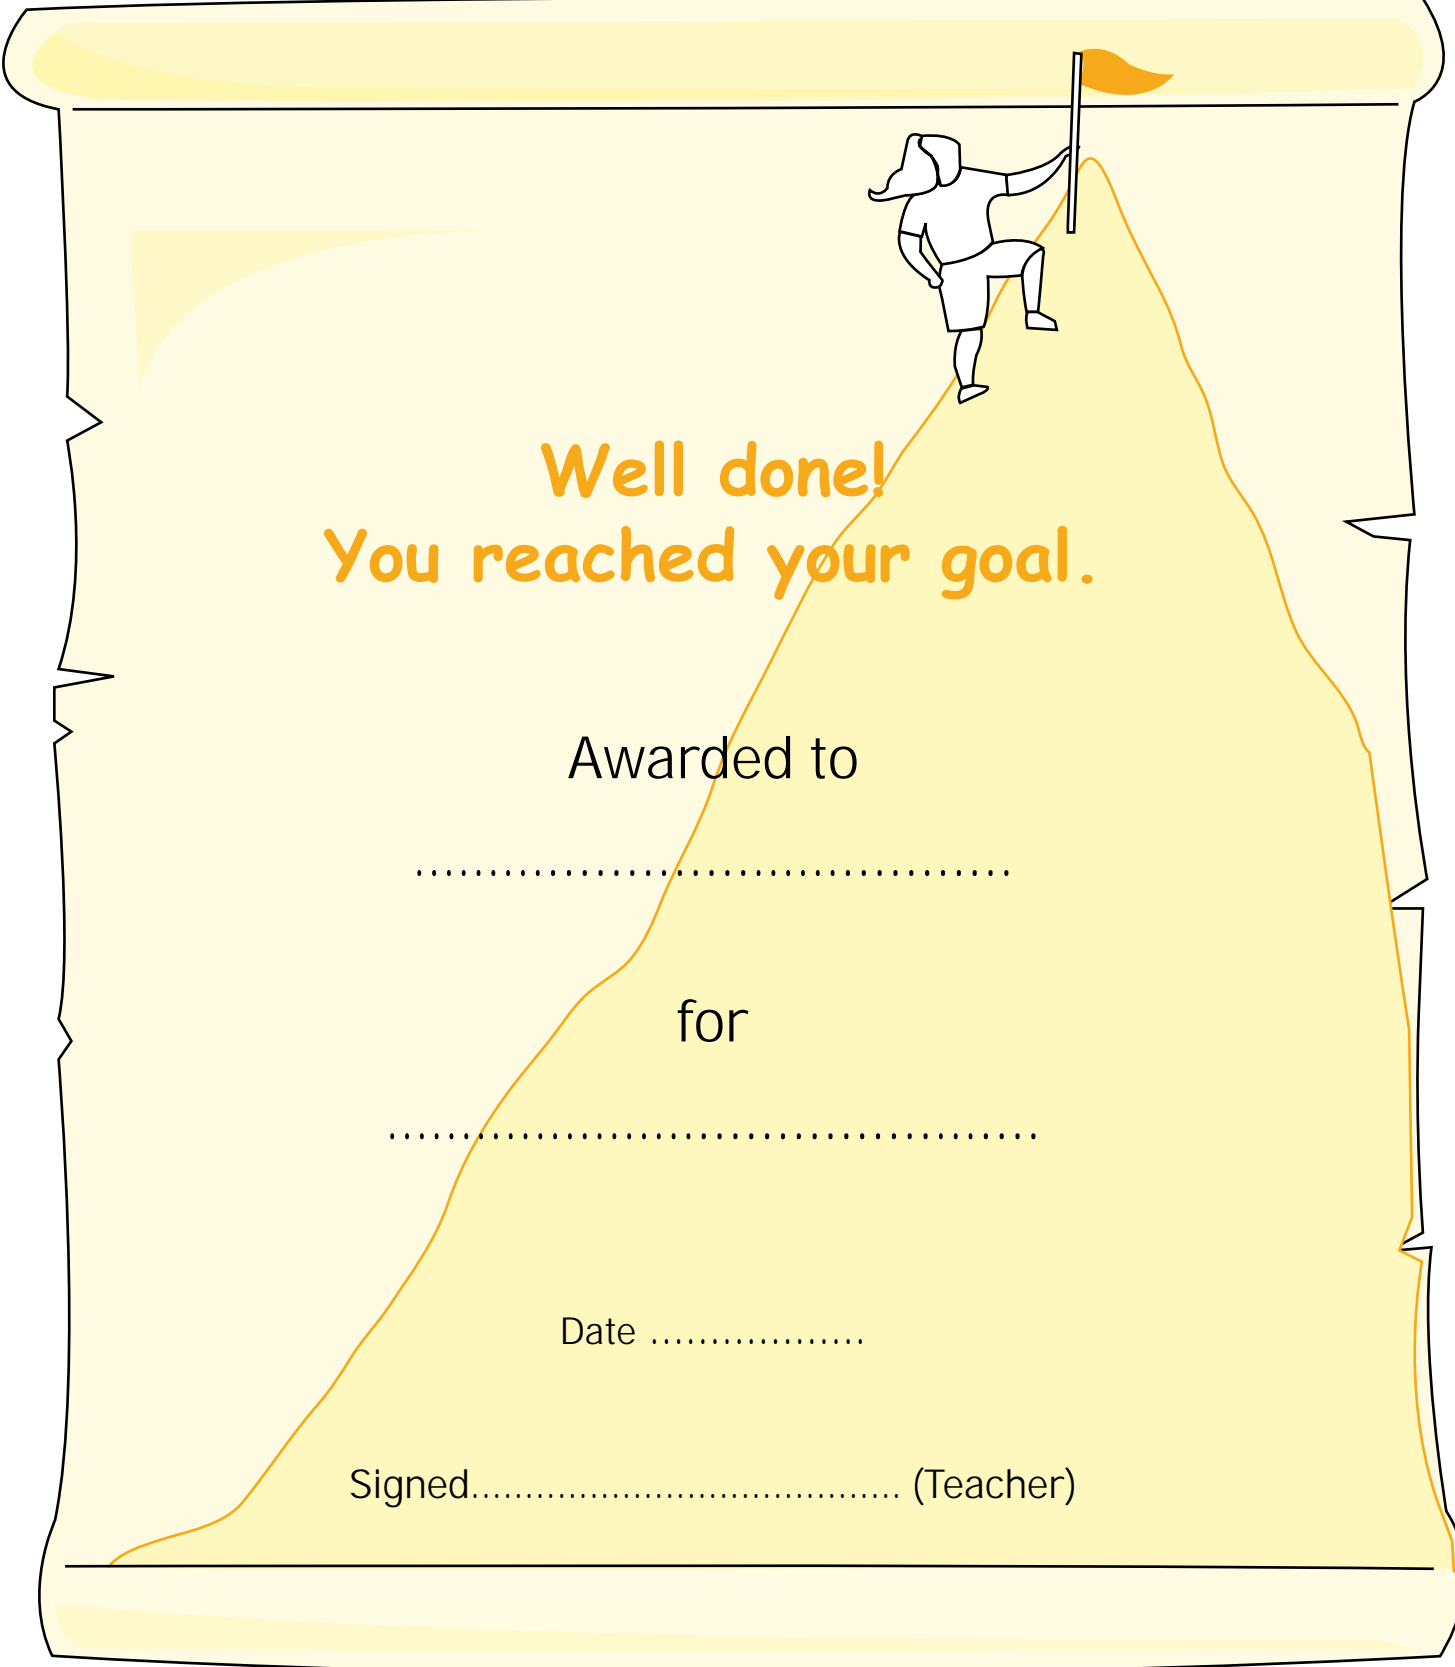 Well done!
You reached your goal.
Awarded to
........................................
for
............................................
Date ..................
Signed........................................ (Teacher)